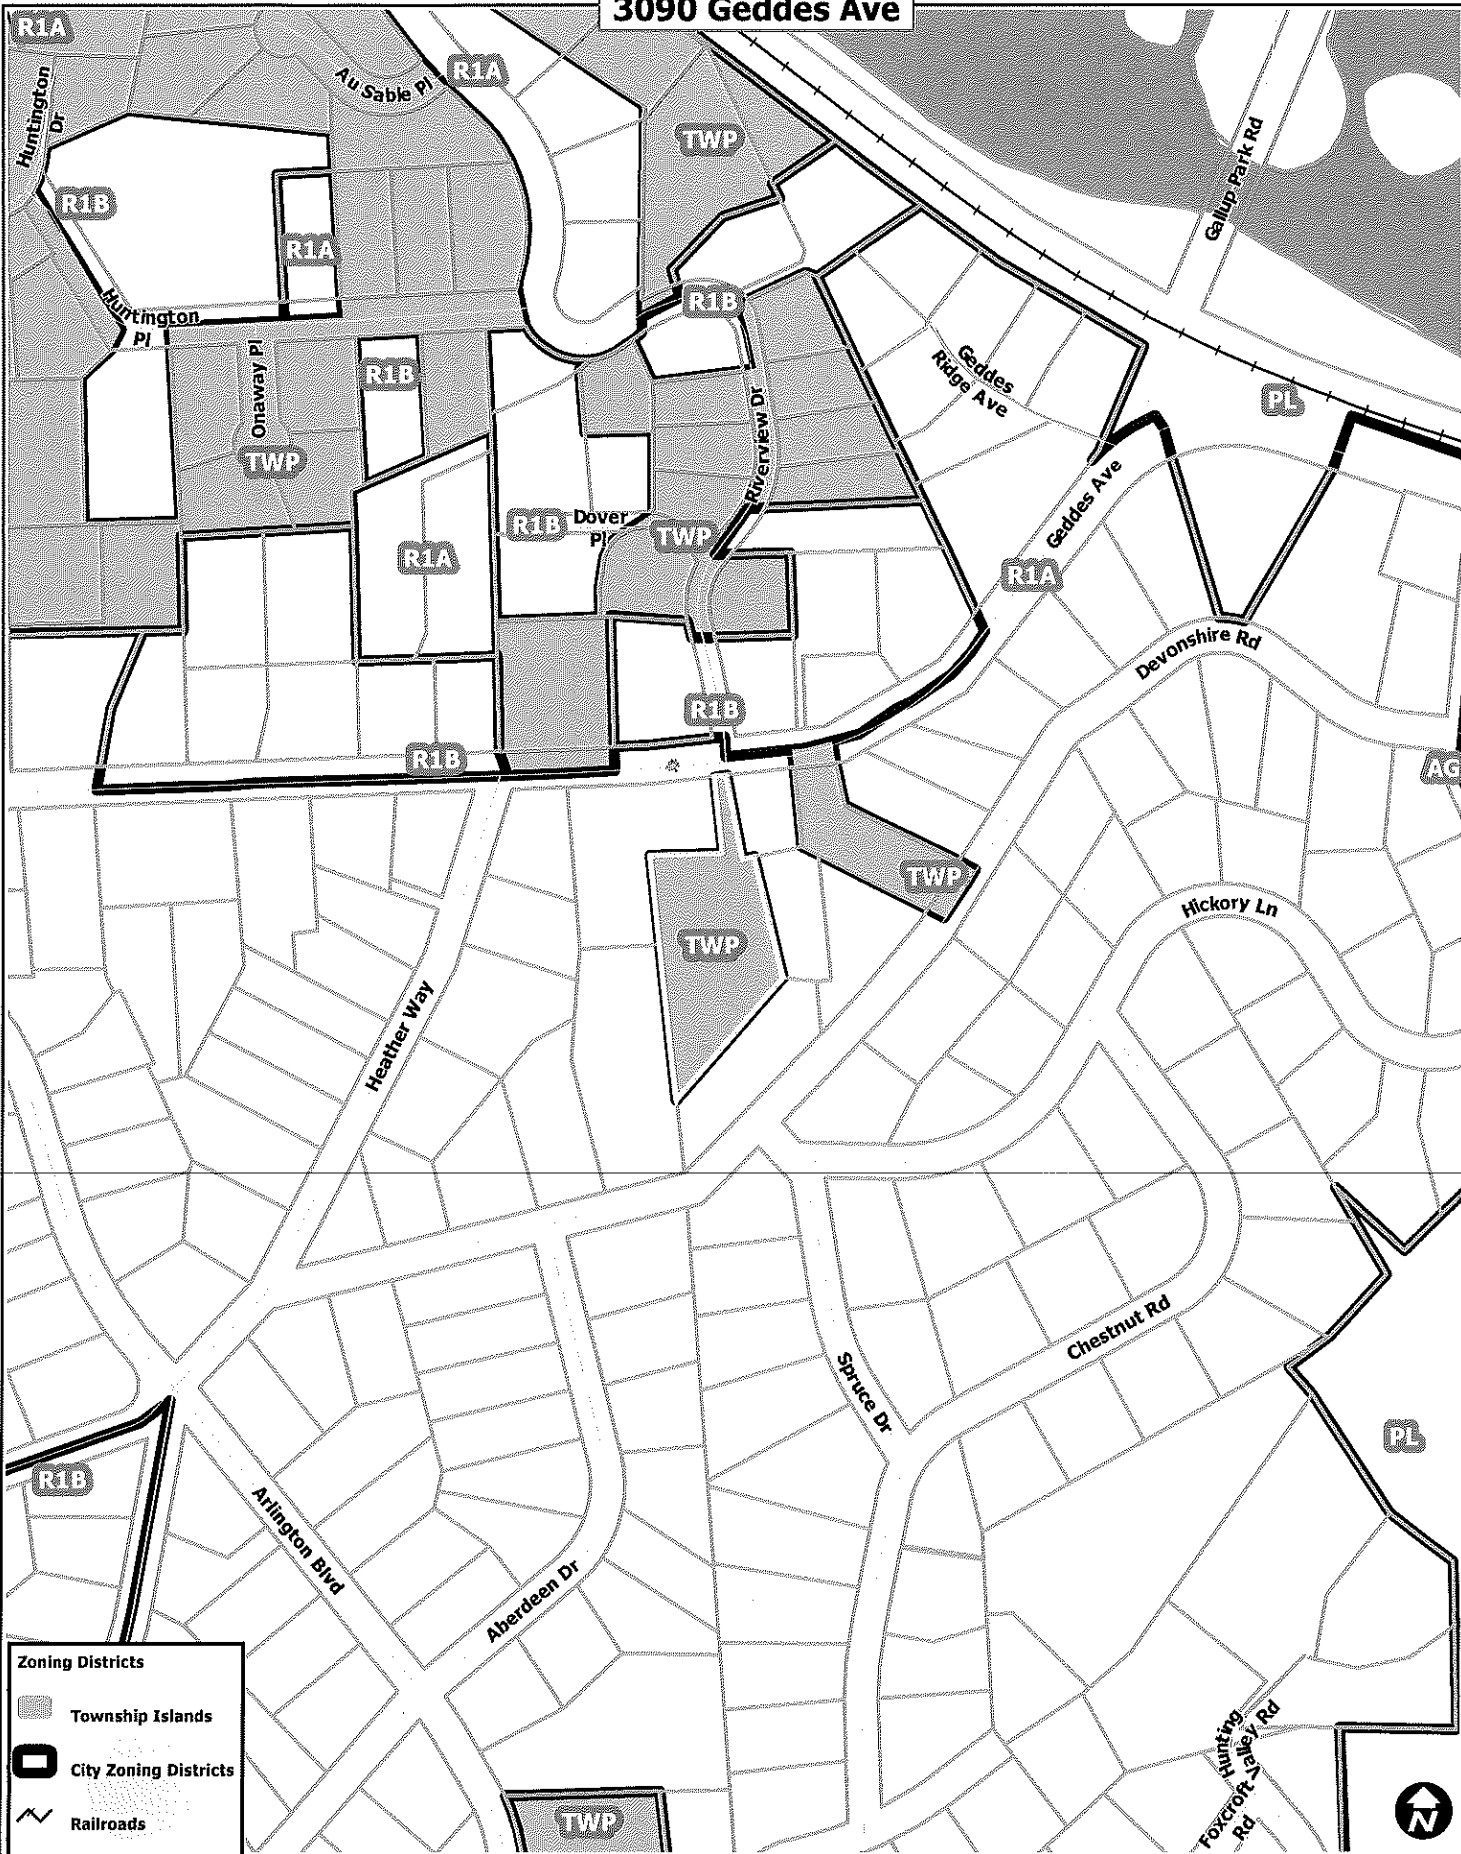 3090 Geddes Ave
R1A
Huntington
Dr
Au Sable Pl
R1A
TWP
Gallup Park Rd
R1B
R1A
Huntington
Pl
R1B
Onaway Pl
R1B
TWP
Geddes
Ridge Ave
PL
Riverview Dr
R1B
Dover
Pl
TWP
R1A
Geddes Ave
R1A
Devonshire Rd
R1B
R1B
AG
TWP
Hickory Ln
TWP
Heather Way
Chestnut Rd
Spruce Dr
PL
R1B
Arlington Blvd
Aberdeen Dr
Hunting
Valley Rd
Foxcroft
Rd
TWP
Zoning Districts
Township Islands
City Zoning Districts
Railroads
N